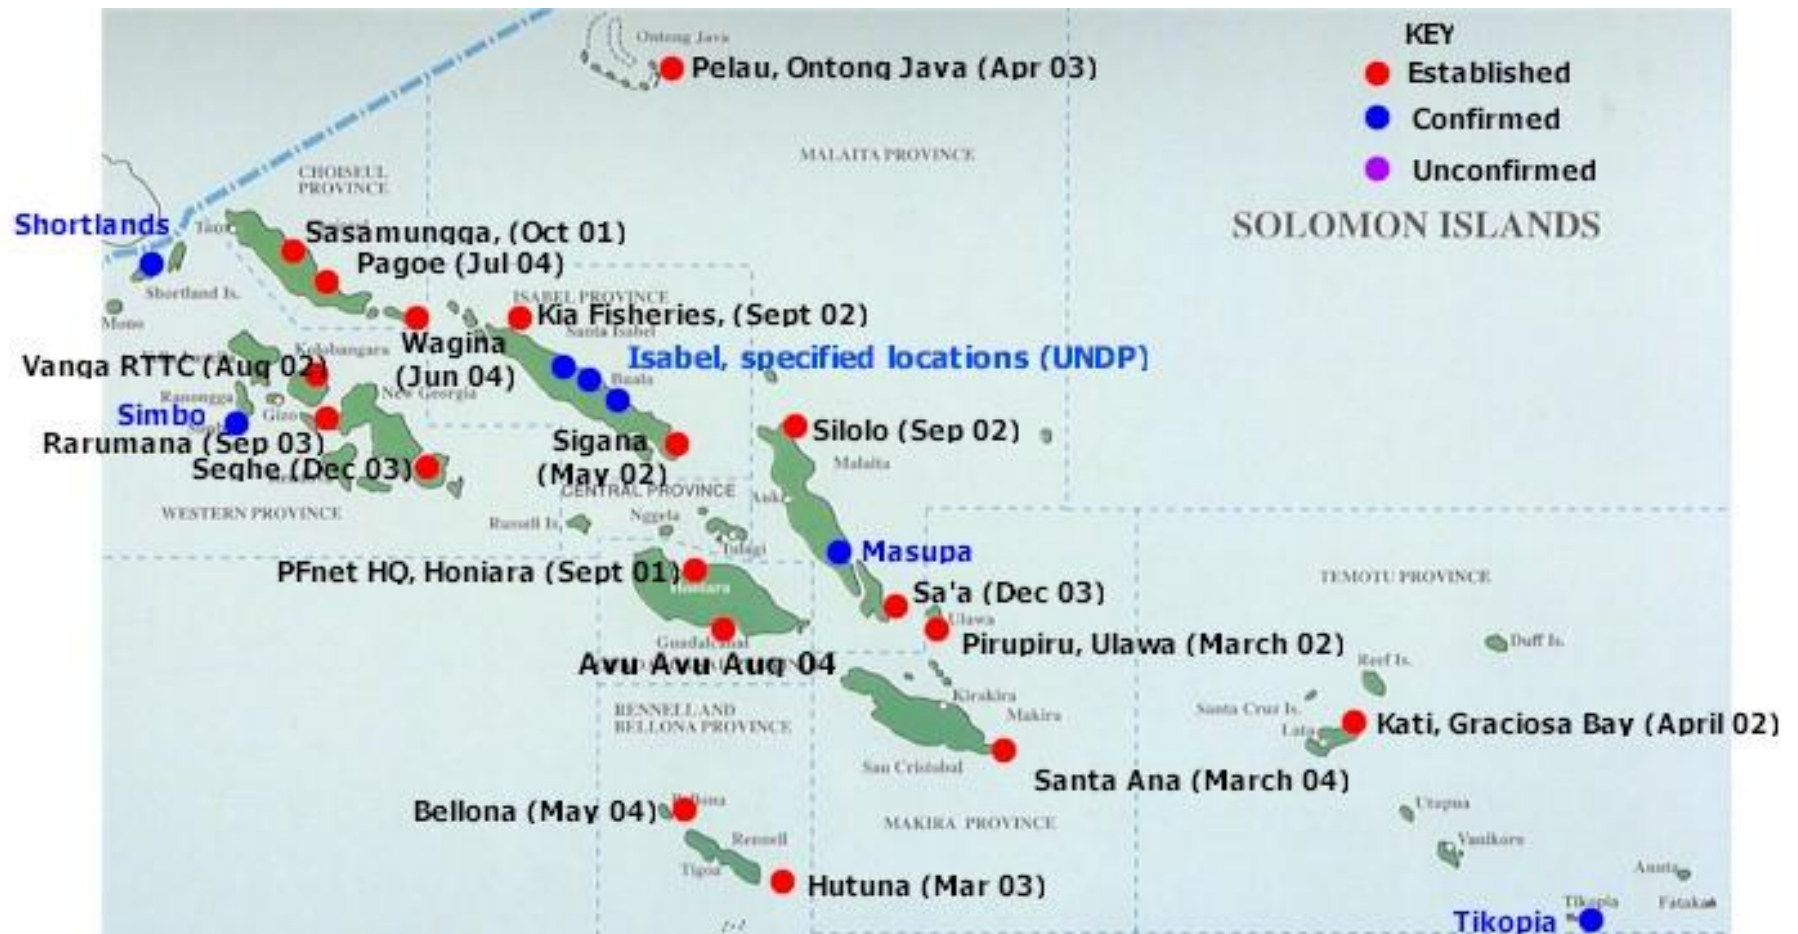 Ontong Java
Pelau, Ontong Java (Apr 03)
KEY
Established
Confirmed
Unconfirmed
MALAITA PROVINCE
CHOISEUL
PROVINCE
SOLOMON ISLANDS
Shortlands
Sasamungga, (Oct 01)
Pagoe (Jul 04)
Shortland Is.
Mono
ISABEL PROVINCE
Kia Fisheries, (Sept 02)
Santa Isabel
Wagina
(Jun 04)
Kolobangara
Vanga RTTC (Aug 02)
Isabel, specified locations (UNDP)
Buala
Ranongga
New Georgia
Simbo
Gizo
Rarumana (Sep 03)
Seghe (Dec 03)
Sigana
(May 02)
Silolo (Sep 02)
Malaita
CENTRAL PROVINCE
Auki
WESTERN PROVINCE
Russell Is.
Nggela
Tulagi
Masupa
PFnet HQ, Honiara (Sept 01)
Honiara
TEMOTU PROVINCE
Sa'a (Dec 03)
Ulawa
Pirupiru, Ulawa (March 02)
Guadalcanal
Avu Avu Aug 04
Duff Is.
Reef Is.
Kirakira
Makira
RENNELL AND
BELLONA PROVINCE
Santa Cruz Is.
Lata
Kati, Graciosa Bay (April 02)
San Cristobal
Santa Ana (March 04)
Bellona
Bellona (May 04)
MAKIRA PROVINCE
Utupua
Vanikoro
Rennell
Tigoa
Hutuna (Mar 03)
Anuta
Tikopia
Fataka
Tikopia